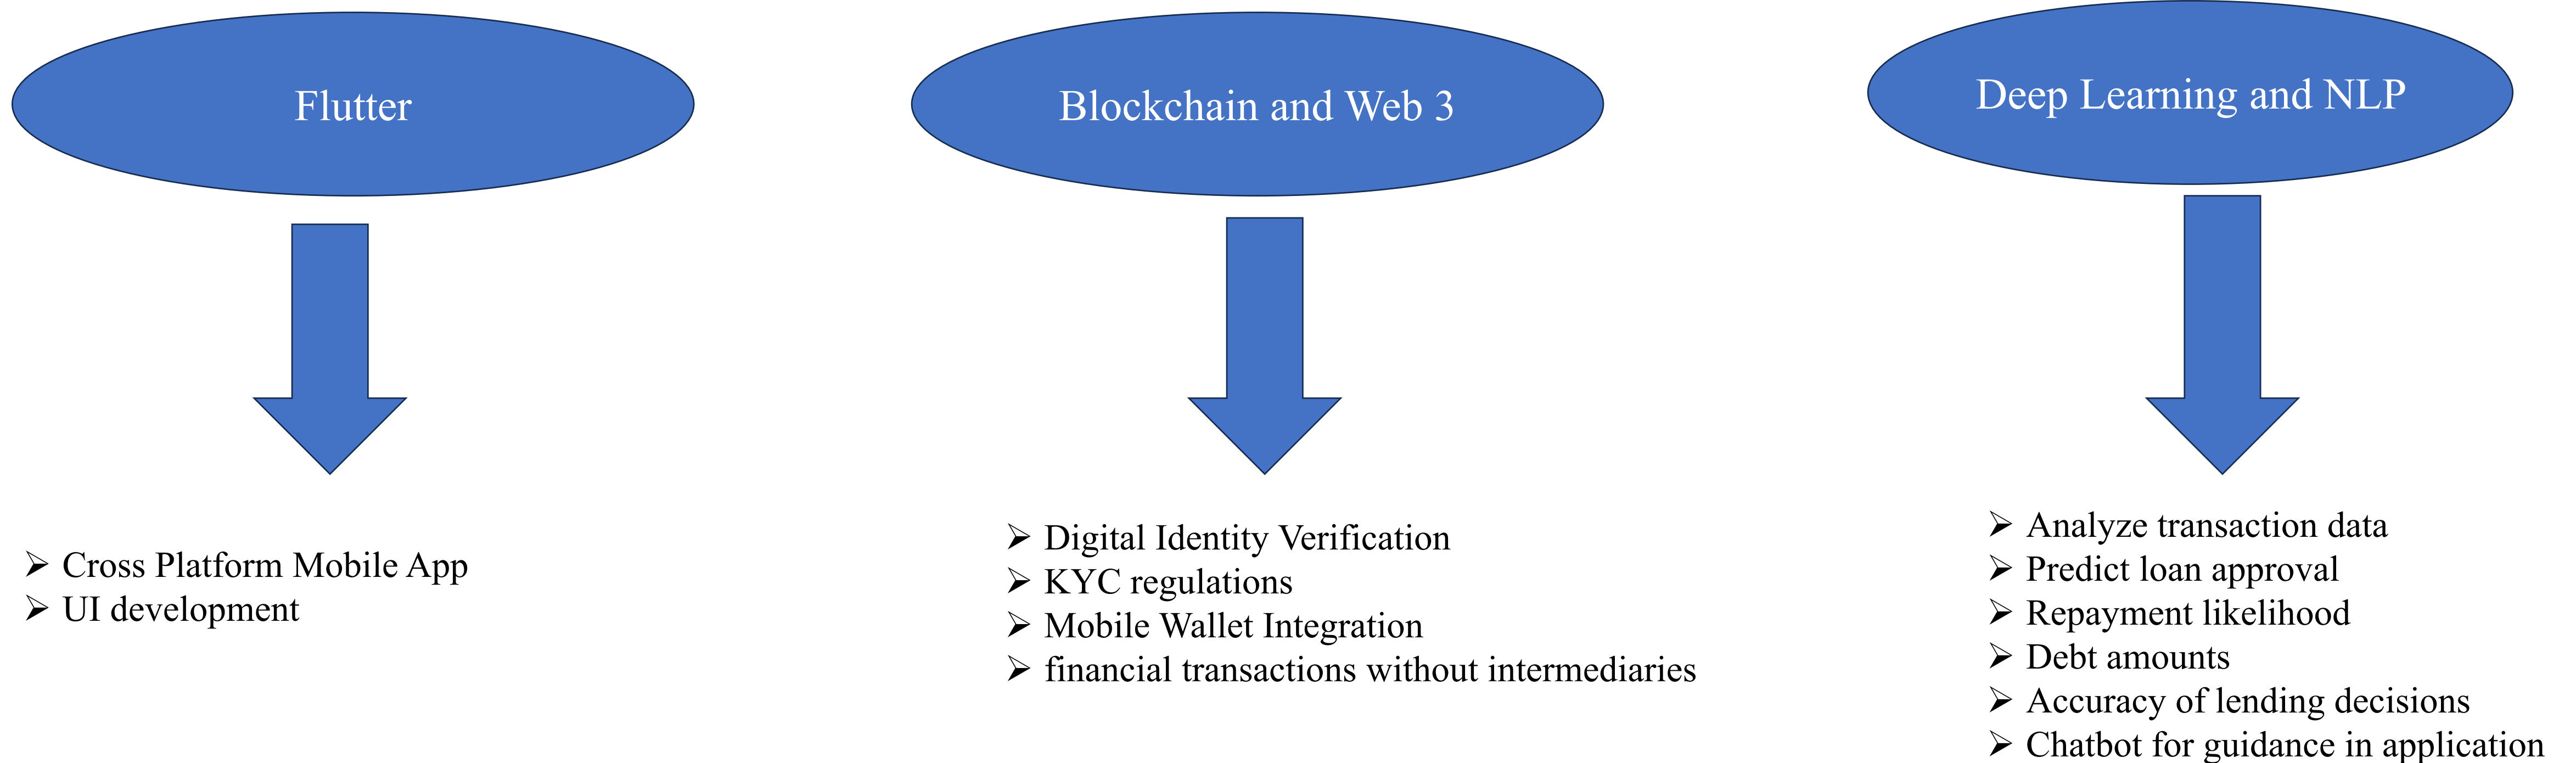 Flutter
Blockchain and Web 3
Deep Learning and NLP
➢ Cross Platform Mobile App
➢ UI development
➢ Digital Identity Verification
➢ KYC regulations
➢ Mobile Wallet Integration
➢ financial transactions without intermediaries
➢ Analyze transaction data
➢ Predict loan approval
➢ Repayment likelihood
➢ Debt amounts
➢ Accuracy of lending decisions
➢ Chatbot for guidance in application